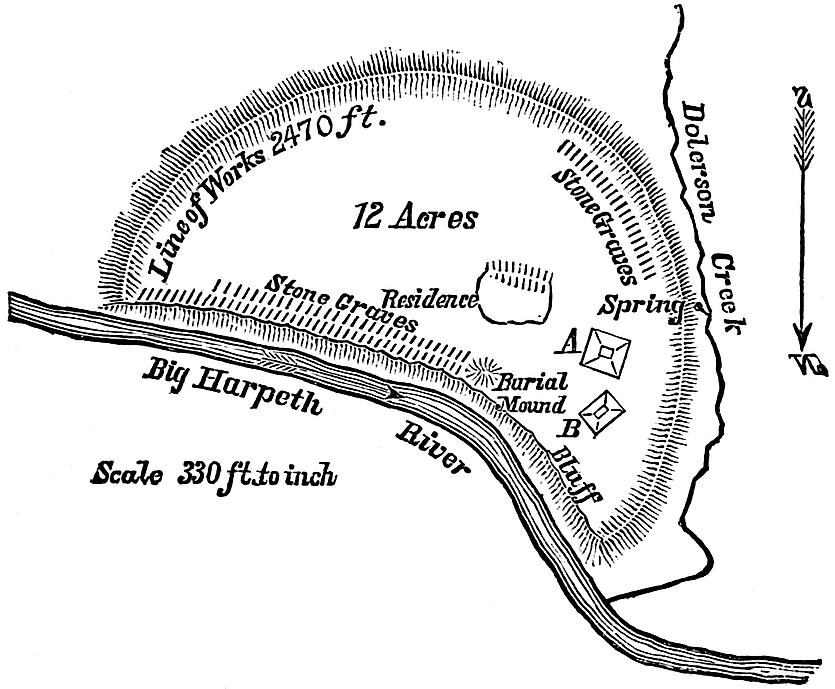 S
Dolerson
Creek
Line of Works 2470 ft.
Stone Graves
12 Acres
Stone Graves
Residence
Spring
A
N
Burial
Mound
B
Big Harpeth
River
Bluff
Scale 330 ft. to inch